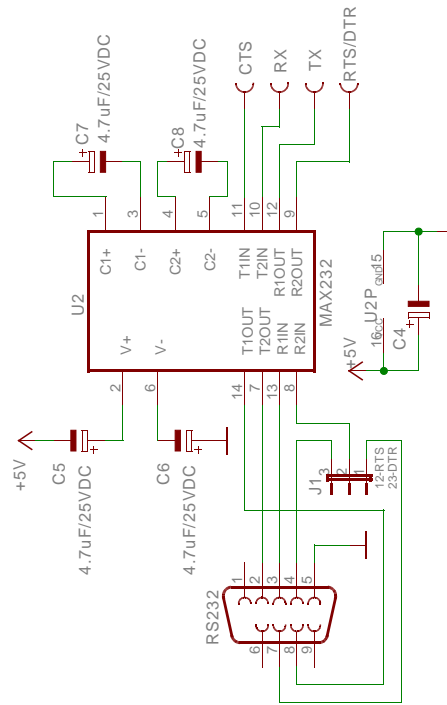 CTS
RX
TX
RTS/DTR
C7
4.7uF/25VDC
C8
4.7uF/25VDC
1
3
4
5
11
10
12
9
C1+
C1-
C2+
C2-
T1IN
T2IN
R1OUT
R2OUT
U2
MAX232
V+
V-
T1OUT
T2OUT
R1IN
R2IN
2
6
14
7
13
8
+5V
C5
4.7uF/25VDC
C6
4.7uF/25VDC
+5V
16
VCC
U2P
GND
15
C4
J1
3
2
1
12-RTS
23-DTR
RS232
1
2
3
4
5
6
7
8
9